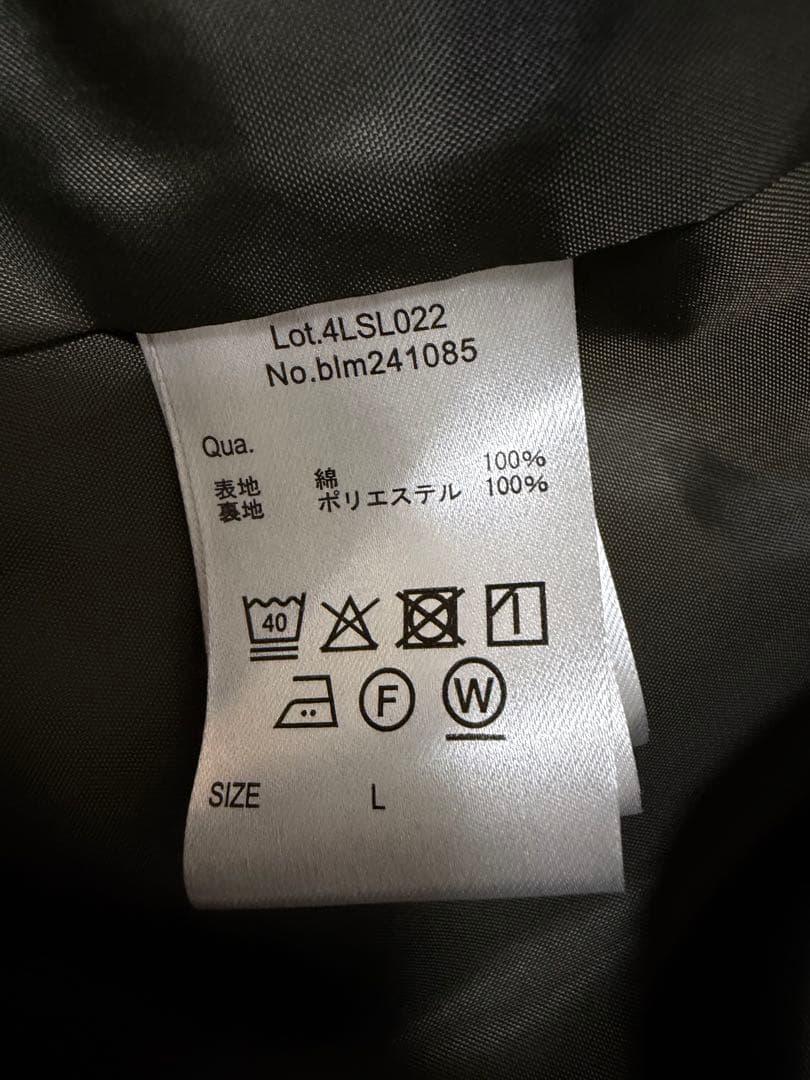 Lot.4LSL022
No.blm241085
Qua.
表地 綿 100%
裏地 ポリエステル 100%
40
F W
SIZE L